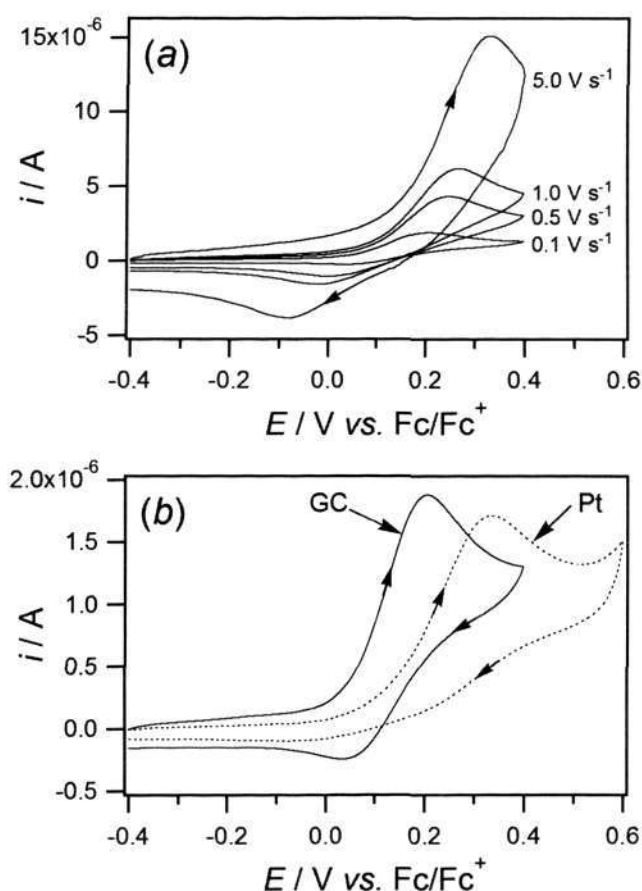 (a)
15x10⁻⁶
10
5
0
-5
i / A
5.0 V s⁻¹
1.0 V s⁻¹
0.5 V s⁻¹
0.1 V s⁻¹
-0.4 -0.2 0.0 0.2 0.4 0.6
E / V vs. Fc/Fc⁺
(b)
2.0x10⁻⁶
1.5
1.0
0.5
0.0
-0.5
i / A
GC
Pt
-0.4 -0.2 0.0 0.2 0.4 0.6
E / V vs. Fc/Fc⁺